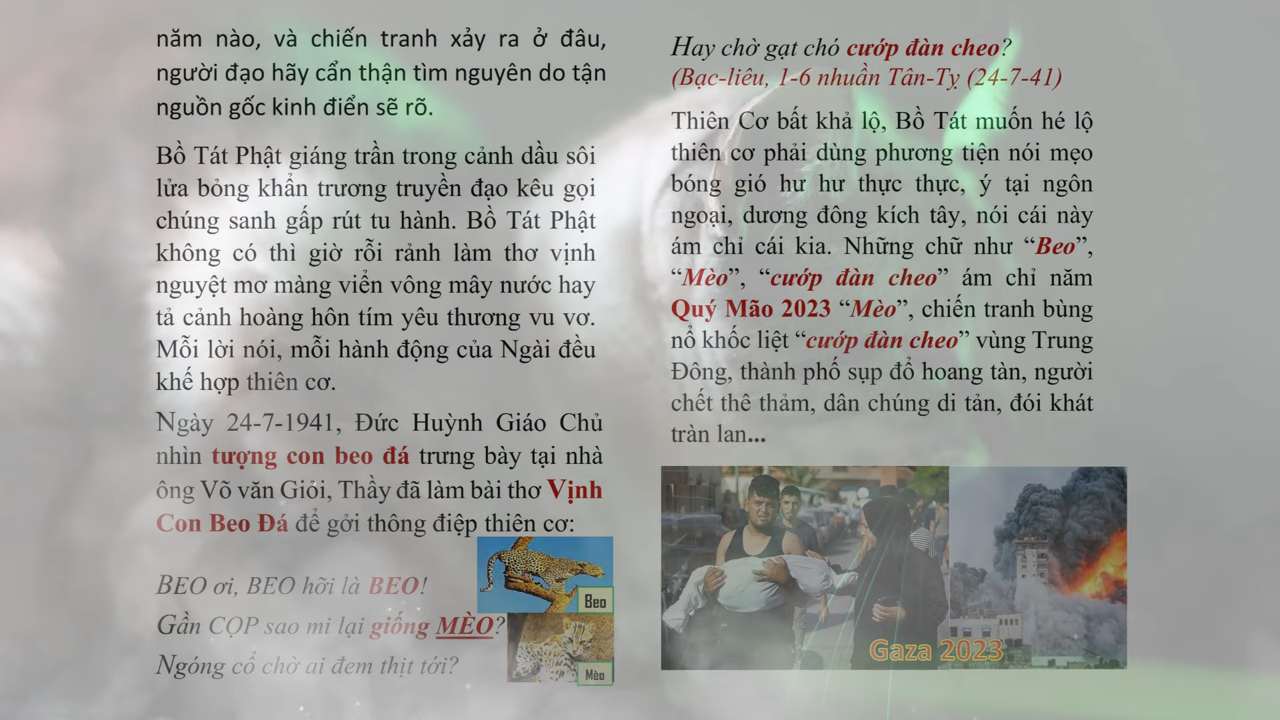 năm nào, và chiến tranh xảy ra ở đâu,
người đạo hãy cẩn thận tìm nguyên do tận
nguồn gốc kinh điển sẽ rõ.
Bồ Tát Phật giáng trần trong cảnh dầu sôi
lửa bỏng khẩn trương truyền đạo kêu gọi
chúng sanh gấp rút tu hành. Bồ Tát Phật
không có thì giờ rỗi rảnh làm thơ vịnh
nguyệt mơ màng viển vông mây nước hay
tả cảnh hoàng hôn tím yêu thương vu vơ.
Mỗi lời nói, mỗi hành động của Ngài đều
khế hợp thiên cơ.
Ngày 24-7-1941, Đức Huỳnh Giáo Chủ
nhìn tượng con beo đá trưng bày tại nhà
ông Võ văn Giỏi, Thầy đã làm bài thơ Vịnh
Con Beo Đá để gởi thông điệp thiên cơ:
BEO ơi, BEO hỡi là BEO!
Gần CỌP sao mi lại giống MÈO?
Ngóng cổ chờ ai đem thịt tới?
Beo
Mèo
Hay chờ gạt chó cướp đàn cheo?
(Bạc-liêu, 1-6 nhuần Tân-Tỵ (24-7-41)
Thiên Cơ bất khả lộ, Bồ Tát muốn hé lộ
thiên cơ phải dùng phương tiện nói mẹo
bóng gió hư hư thực thực, ý tại ngôn
ngoại, dương đông kích tây, nói cái này
ám chỉ cái kia. Những chữ như “Beo”,
“Mèo”, “cướp đàn cheo” ám chỉ năm
Quý Mão 2023 “Mèo”, chiến tranh bùng
nổ khốc liệt “cướp đàn cheo” vùng Trung
Đông, thành phố sụp đổ hoang tàn, người
chết thê thảm, dân chúng di tản, đói khát
tràn lan...
Gaza 2023